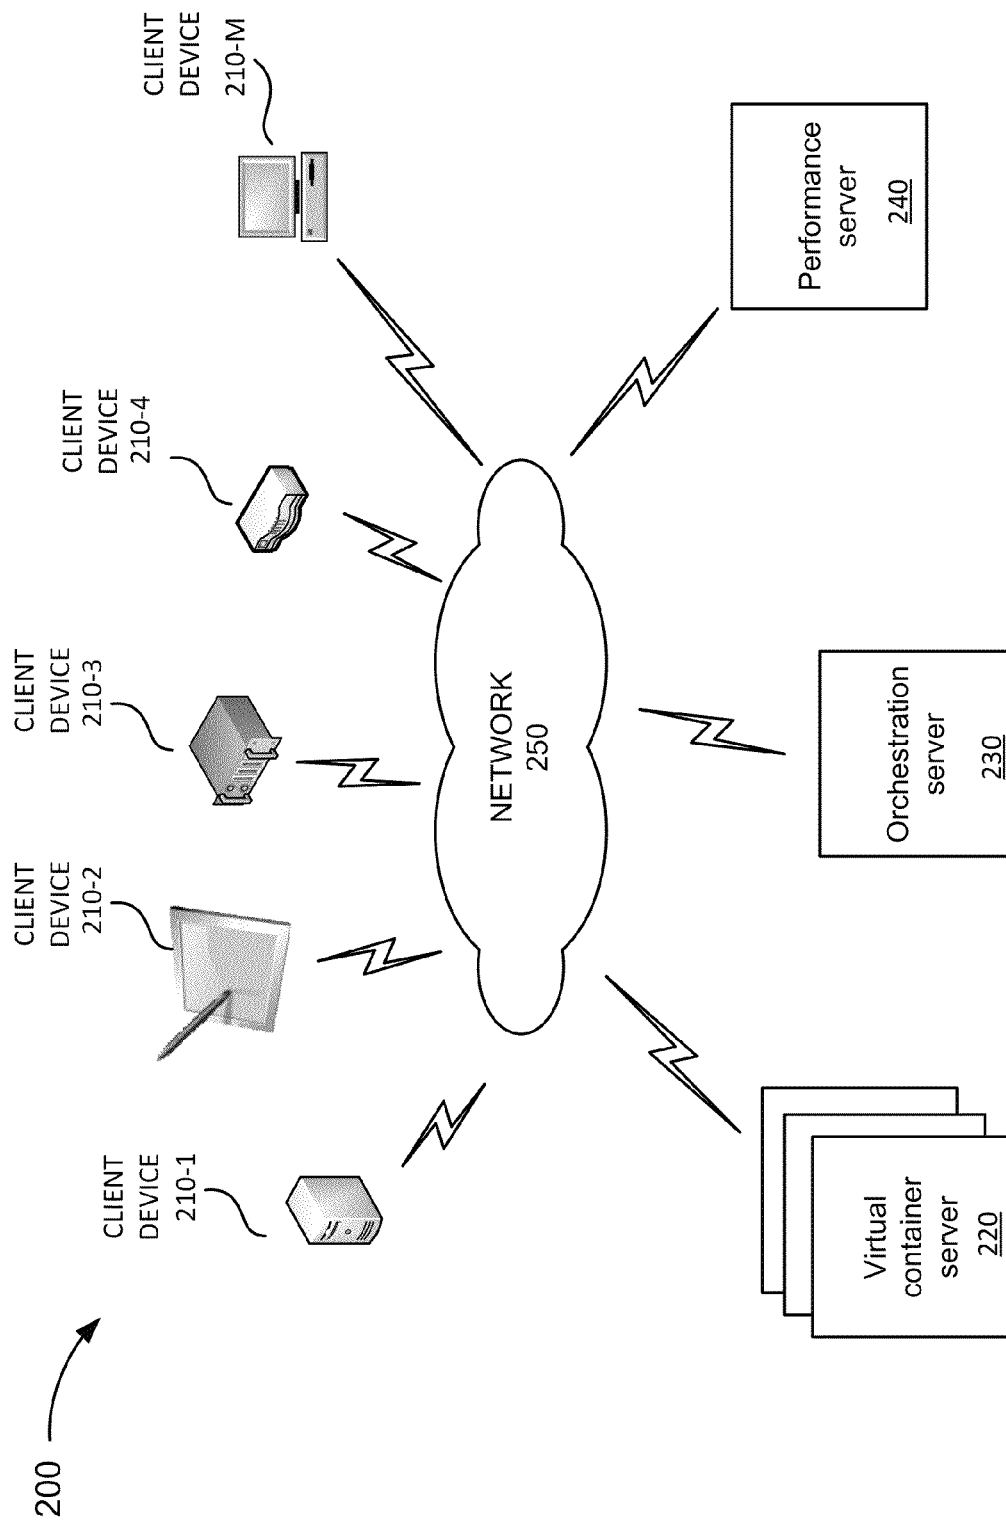 200
CLIENT
DEVICE
210-1
CLIENT
DEVICE
210-2
CLIENT
DEVICE
210-3
CLIENT
DEVICE
210-4
CLIENT
DEVICE
210-M
NETWORK
250
Virtual
container
server
220
Orchestration
server
230
Performance
server
240